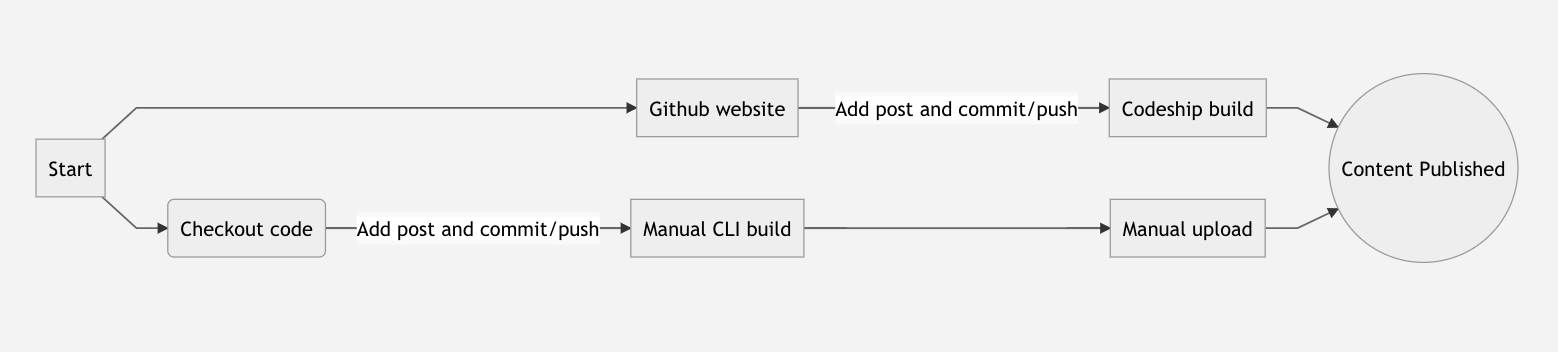 Start
Github website
Add post and commit/push
Codeship build
Checkout code
Add post and commit/push
Manual CLI build
Manual upload
Content Published